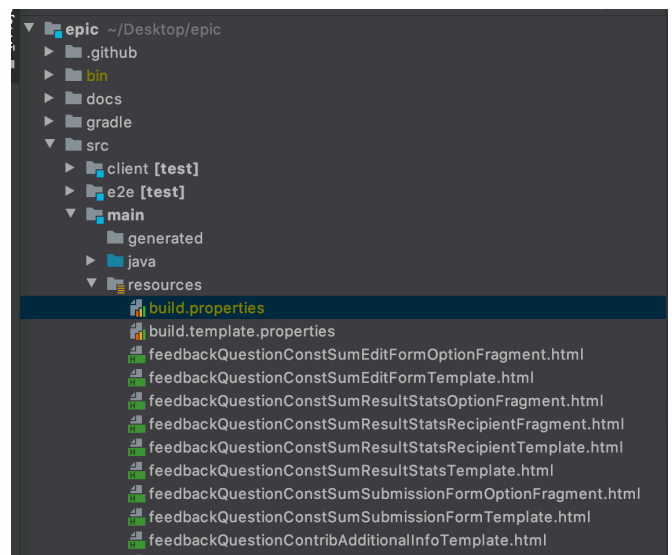 epic ~/Desktop/epic
.github
bin
docs
gradle
src
client [test]
e2e [test]
main
generated
java
resources
build.properties
build.template.properties
feedbackQuestionConstSumEditFormOptionFragment.html
feedbackQuestionConstSumEditFormTemplate.html
feedbackQuestionConstSumResultStatsOptionFragment.html
feedbackQuestionConstSumResultStatsRecipientFragment.html
feedbackQuestionConstSumResultStatsRecipientTemplate.html
feedbackQuestionConstSumResultStatsTemplate.html
feedbackQuestionConstSumSubmissionFormOptionFragment.html
feedbackQuestionConstSumSubmissionFormTemplate.html
feedbackQuestionContribAdditionalInfoTemplate.html